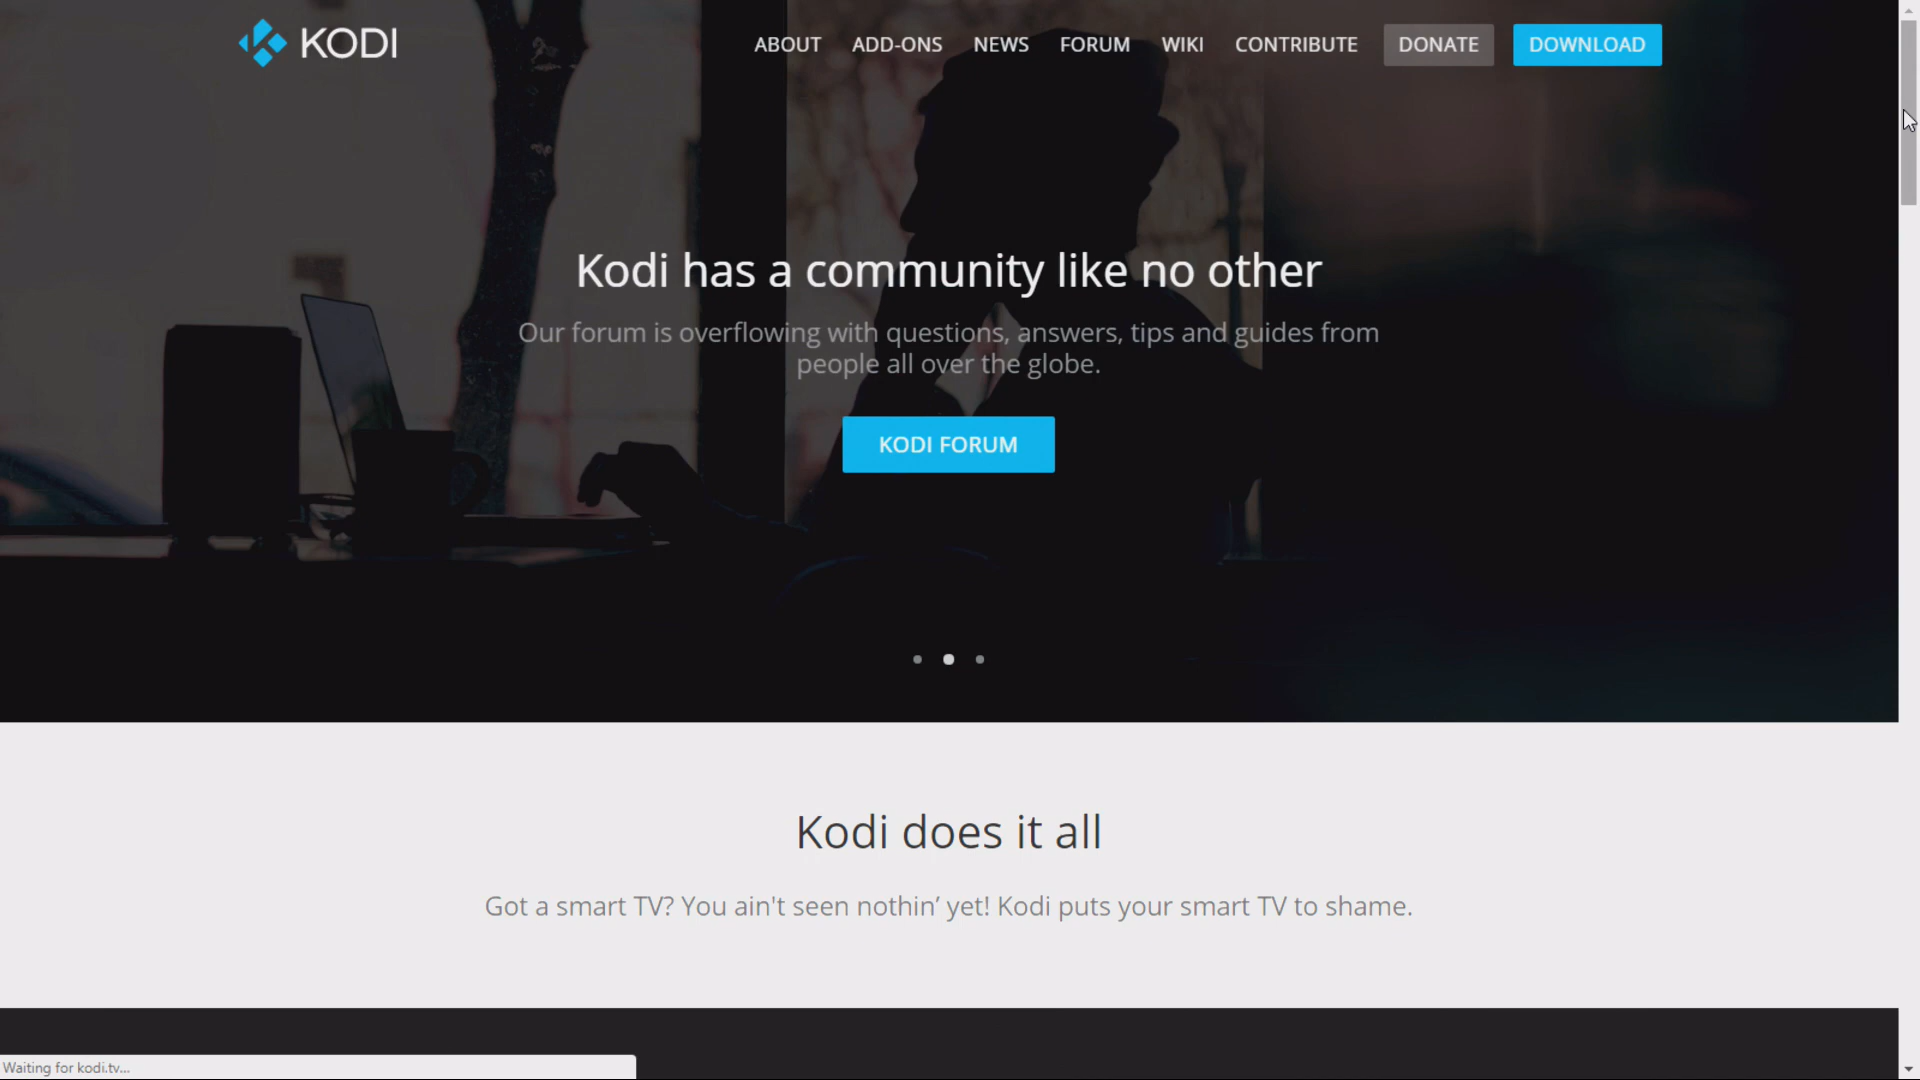 KODI
ABOUT ADD-ONS NEWS FORUM WIKI CONTRIBUTE DONATE DOWNLOAD
Kodi has a community like no other
Our forum is overflowing with questions, answers, tips and guides from
people all over the globe.
KODI FORUM
Kodi does it all
Got a smart TV? You ain't seen nothin’ yet! Kodi puts your smart TV to shame.
Waiting for kodi.tv...